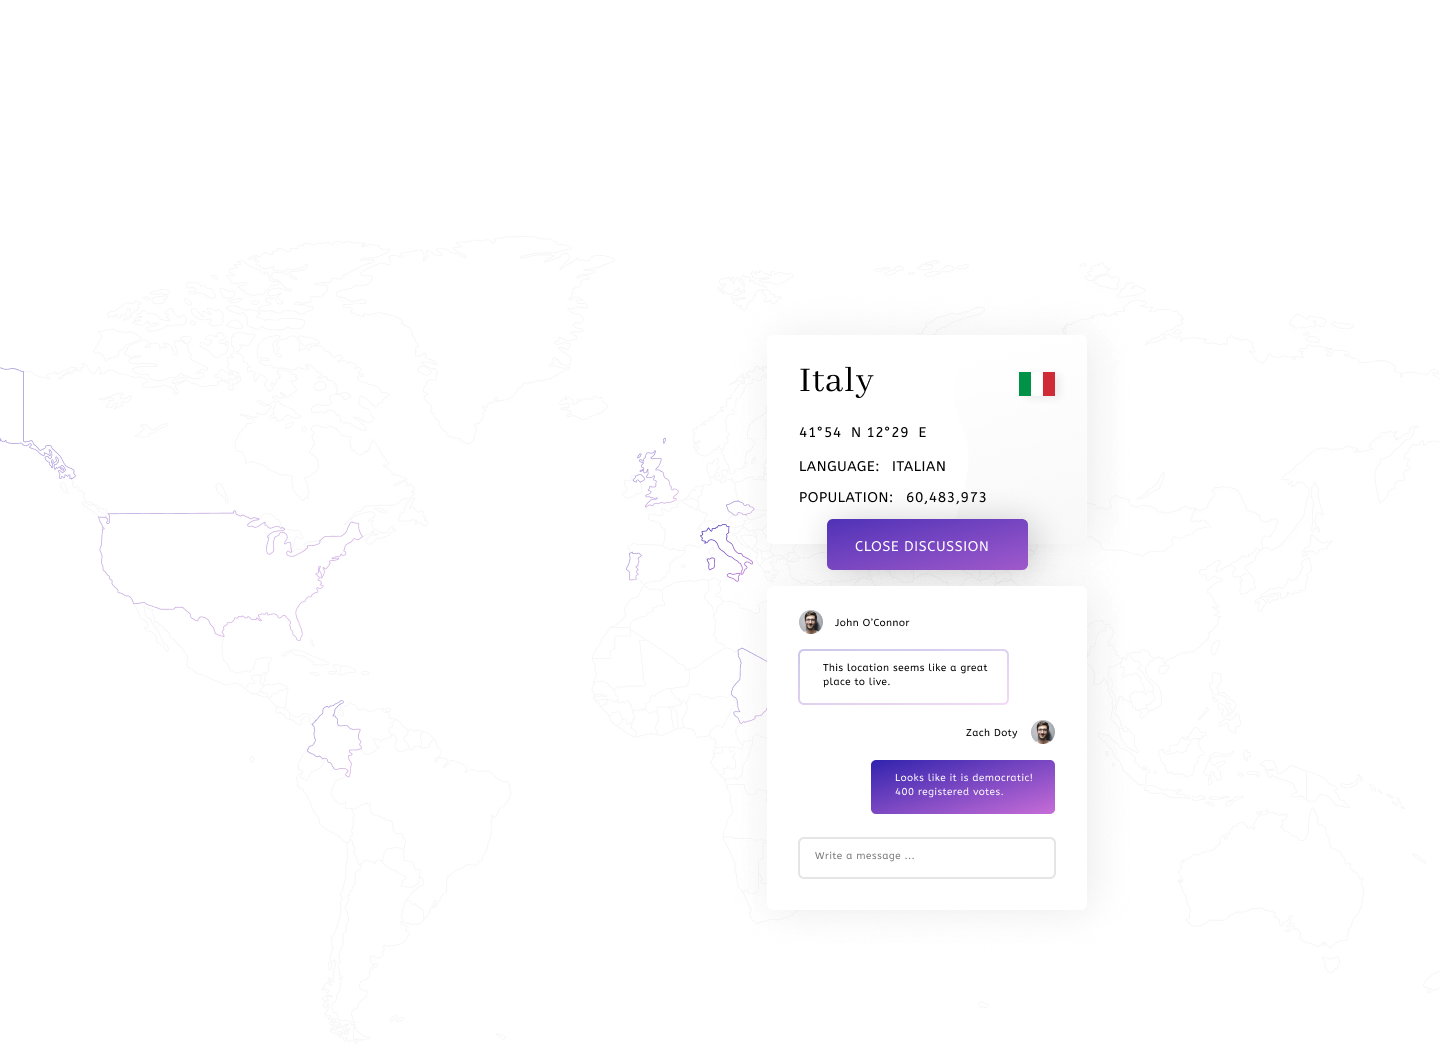 Italy
41°54 N 12°29 E
LANGUAGE: ITALIAN
POPULATION: 60,483,973
CLOSE DISCUSSION
John O'Connor
This location seems like a great
place to live.
Zach Doty
Looks like it is democratic!
400 registered votes.
Write a message ...